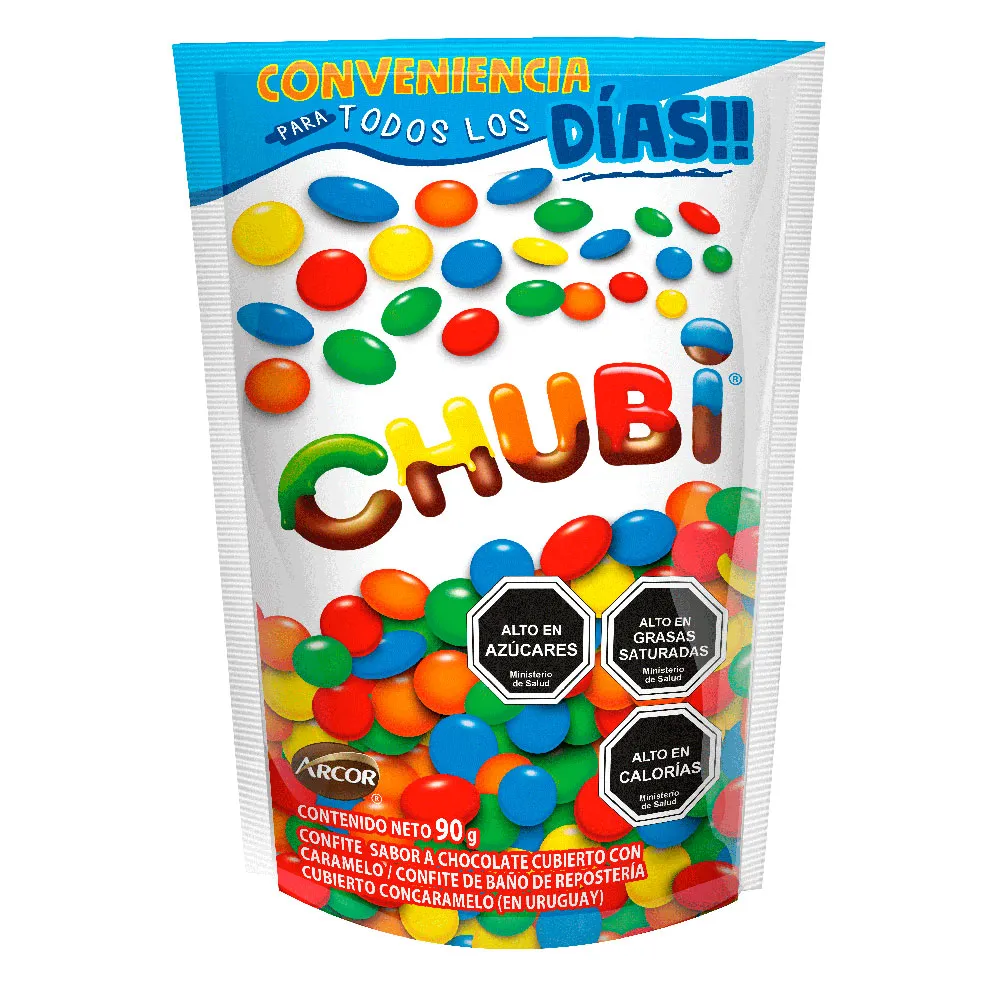 CONVENIENCIA
PARA TODOS LOS DÍAS!!
CHUBi®
ALTO EN
AZÚCARES
Ministerio
de Salud
ALTO EN
GRASAS
SATURADAS
Ministerio
de Salud
ALTO EN
CALORÍAS
Ministerio
de Salud
ARCOR
®
CONTENIDO NETO 90 g
CONFITE SABOR A CHOCOLATE CUBIERTO CON
CARAMELO / CONFITE DE BAÑO DE REPOSTERÍA
CUBIERTO CONCARAMELO (EN URUGUAY)